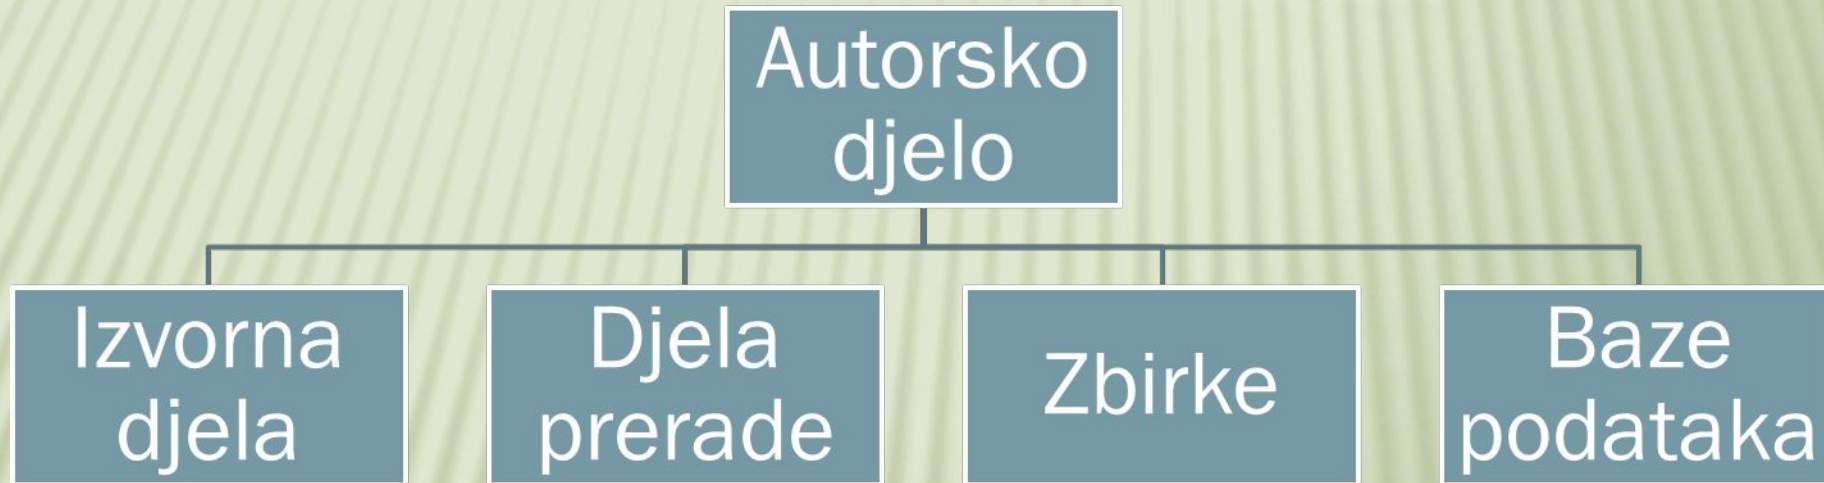 Autorsko
djelo
Izvorna
djela
Djela
prerade
Zbirke
Baze
podataka